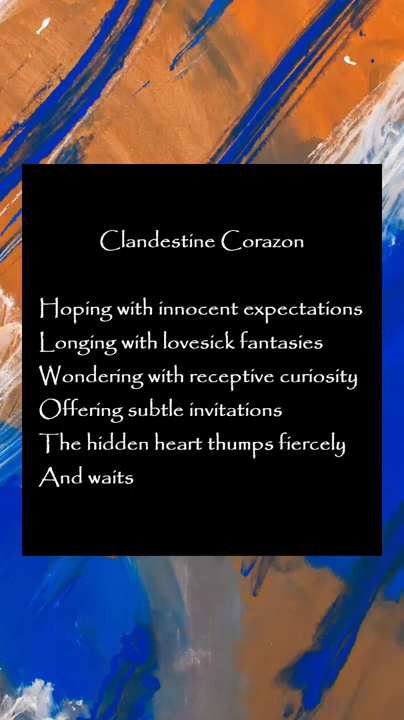 Clandestine Corazon
Hoping with innocent expectations
Longing with lovesick fantasies
Wondering with receptive curiosity
Offering subtle invitations
The hidden heart thumps fiercely
And waits